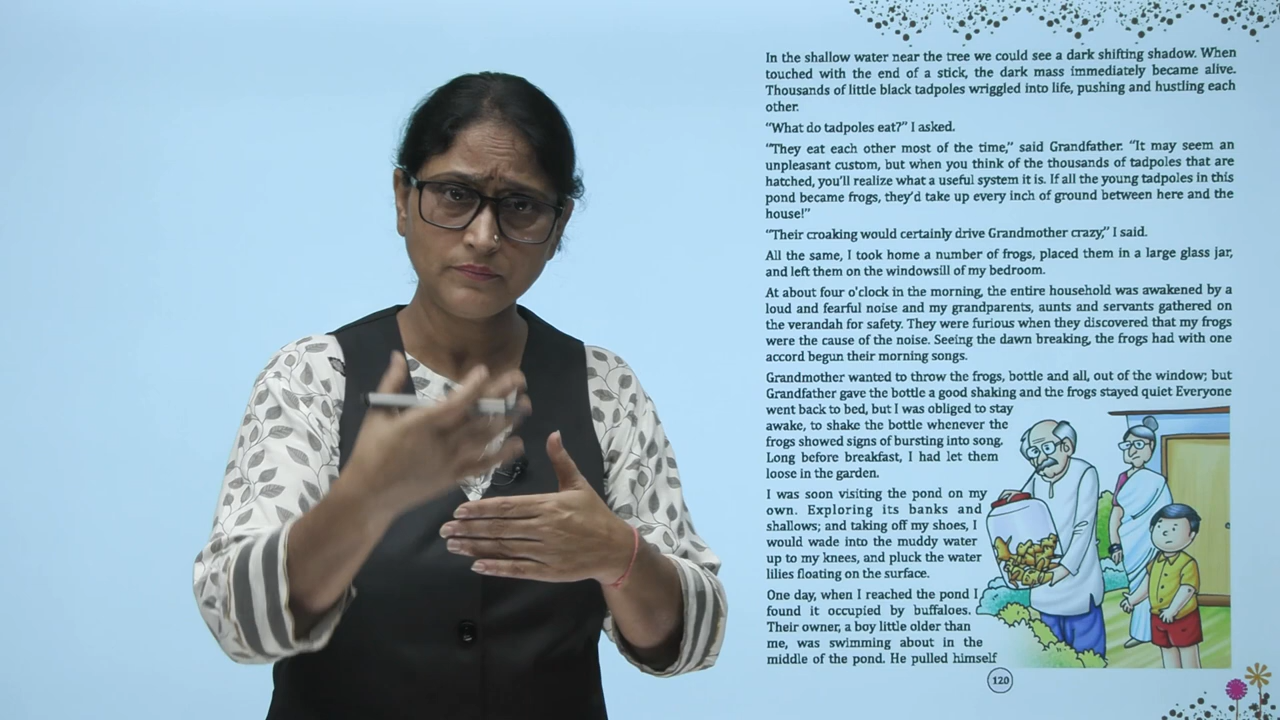 In the shallow water near the tree we could see a dark shifting shadow. When
touched with the end of a stick, the dark mass immediately became alive.
Thousands of little black tadpoles wriggled into life, pushing and hustling each
other.
"What do tadpoles eat?" I asked.
"They eat each other most of the time," said Grandfather. "It may seem an
unpleasant custom, but when you think of the thousands of tadpoles that are
hatched, you'll realize what a useful system it is. If all the young tadpoles in this
pond became frogs, they'd take up every inch of ground between here and the
house!"
"Their croaking would certainly drive Grandmother crazy," I said.
All the same, I took home a number of frogs, placed them in a large glass jar,
and left them on the windowsill of my bedroom.
At about four o'clock in the morning, the entire household was awakened by a
loud and fearful noise and my grandparents, aunts and servants gathered on
the verandah for safety. They were furious when they discovered that my frogs
were the cause of the noise. Seeing the dawn breaking, the frogs had with one
accord begun their morning songs.
Grandmother wanted to throw the frogs, bottle and all, out of the window; but
Grandfather gave the bottle a good shaking and the frogs stayed quiet Everyone
went back to bed, but I was obliged to stay
awake, to shake the bottle whenever the
frogs showed signs of bursting into song.
Long before breakfast, I had let them
loose in the garden.
I was soon visiting the pond on my
own. Exploring its banks and
shallows; and taking off my shoes, I
would wade into the muddy water
up to my knees, and pluck the water
lilies floating on the surface.
One day, when I reached the pond I
found it occupied by buffaloes.
Their owner, a boy little older than
me, was swimming about in the
middle of the pond. He pulled himself
120